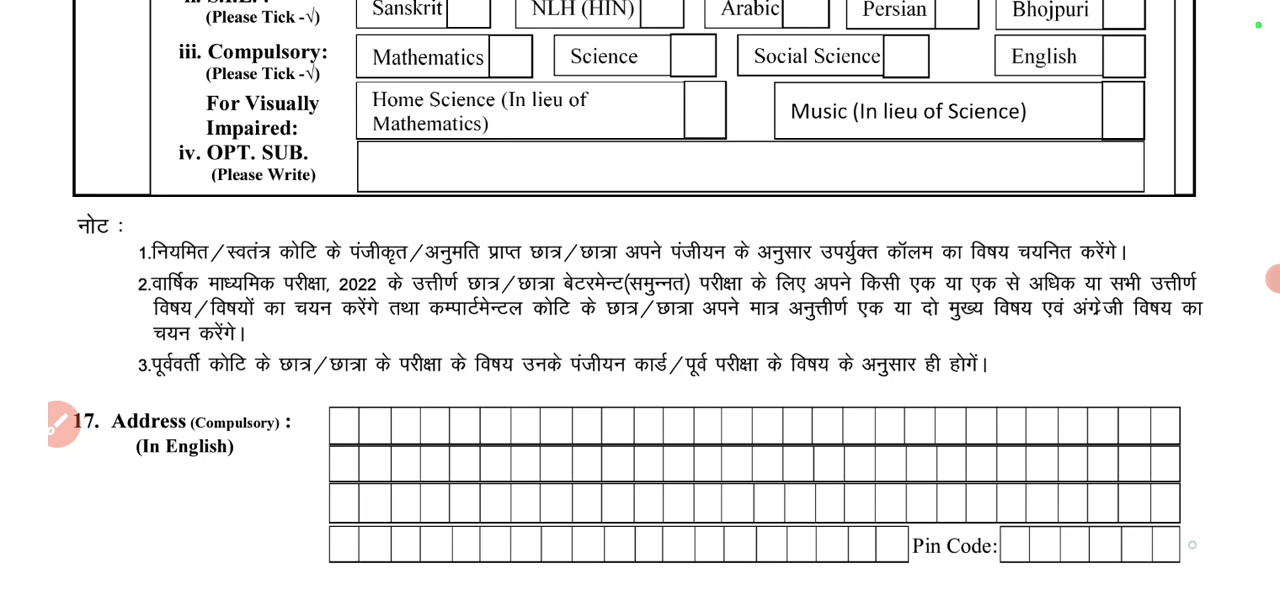 ii. S.I.L. :
(Please Tick -√)
Sanskrit NLH (HIN) Arabic Persian Bhojpuri
iii. Compulsory:
(Please Tick -√)
Mathematics Science Social Science English
For Visually
Impaired:
Home Science (In lieu of
Mathematics)
Music (In lieu of Science)
iv. OPT. SUB.
(Please Write)
नोट :
1.नियमित/स्वतंत्र कोटि के पंजीकृत/अनुमति प्राप्त छात्र/छात्रा अपने पंजीयन के अनुसार उपर्युक्त कॉलम का विषय चयनित करेंगे।
2.वार्षिक माध्यमिक परीक्षा, 2022 के उत्तीर्ण छात्र/छात्रा बेटरमेन्ट(समुन्नत) परीक्षा के लिए अपने किसी एक या एक से अधिक या सभी उत्तीर्ण
विषय/विषयों का चयन करेंगे तथा कम्पार्टमेन्टल कोटि के छात्र/छात्रा अपने मात्र अनुत्तीर्ण एक या दो मुख्य विषय एवं अंग्रेजी विषय का
चयन करेंगे।
3.पूर्ववर्ती कोटि के छात्र/छात्रा के परीक्षा के विषय उनके पंजीयन कार्ड/पूर्व परीक्षा के विषय के अनुसार ही होगें।
17. Address (Compulsory) :
(In English)
Pin Code: